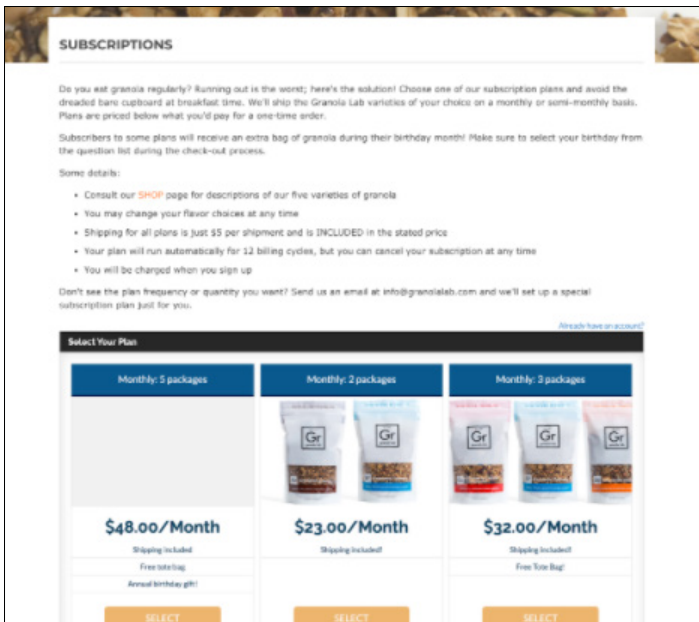 SUBSCRIPTIONS
Do you eat granola regularly? Running out is the worst; here's the solution! Choose one of our subscription plans and avoid the
dreaded bare cupboard at breakfast time. We'll ship the Granola Lab varieties of your choice on a monthly or semi-monthly basis.
Plans are priced below what you'd pay for a one-time order.
Subscribers to some plans will receive an extra bag of granola during their birthday month! Make sure to select your birthday from
the question list during the check-out process.
Some details:
• Consult our SHOP page for descriptions of our five varieties of granola
• You may change your flavor choices at any time
• Shipping for all plans is just $5 per shipment and is INCLUDED in the stated price
• Your plan will run automatically for 12 billing cycles, but you can cancel your subscription at any time
• You will be charged when you sign up
Don't see the plan frequency or quantity you want? Send us an email at info@granolalab.com and we'll set up a special
subscription plan just for you.
Already have an account?
Select Your Plan
Monthly: 5 packages
Monthly: 2 packages
Monthly: 3 packages
Gr
Gr
Gr
Gr
Gr
$48.00/Month
$23.00/Month
$32.00/Month
Shipping Included
Shipping Included!
Shipping Included!
Free tote bag
Free Tote Bag!
Annual birthday gift!
SELECT
SELECT
SELECT